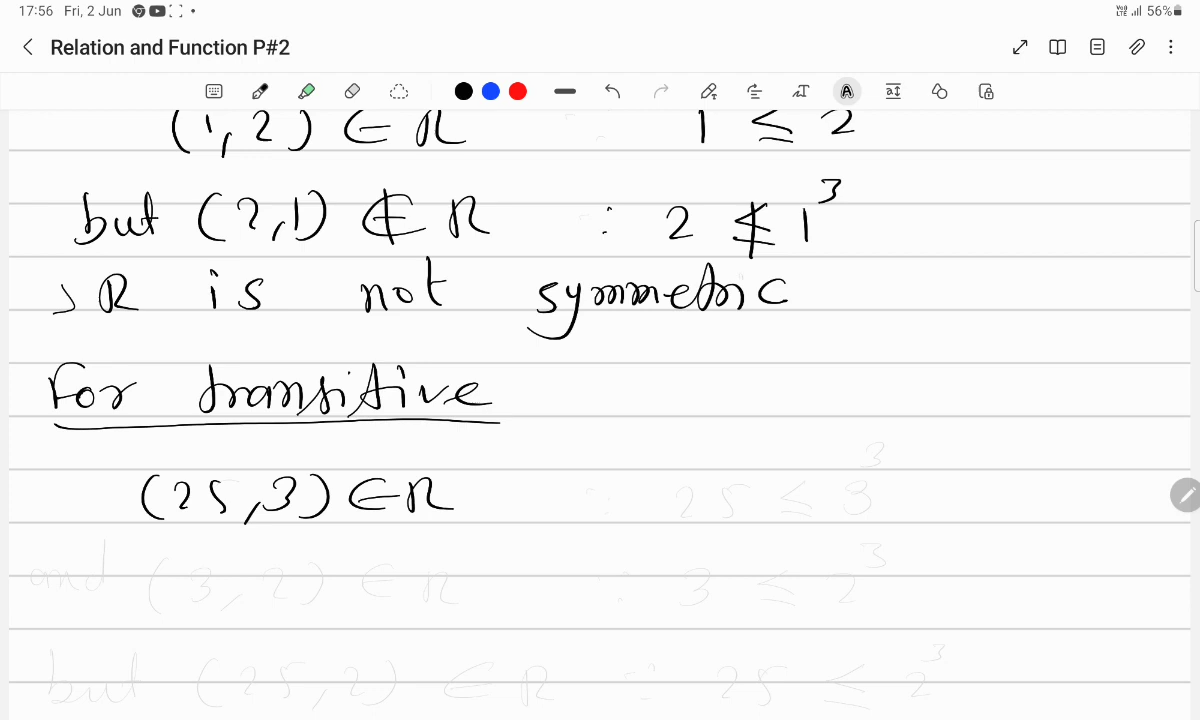 17:56 Fri, 2 Jun 56%
Relation and Function P#2
(1,2) ∈ R 1 ≤ 2
but (2,1) ∉ R ∵ 2 ≰ 1³
R is not symmetric
For transitive
(25,3) ∈ R ∵ 25 ≤ 3³
and (3,2) ∈ R ∵ 3 ≤ 2³
but (25,2) ∈ R ∵ 25 ≤ 2³